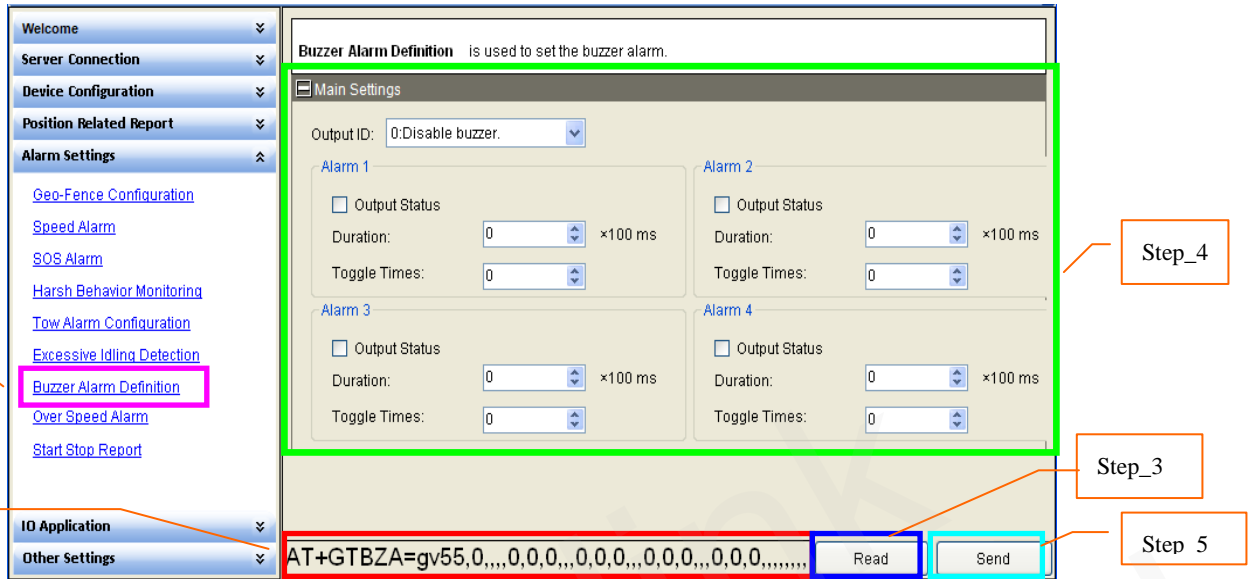 Welcome
Server Connection
Device Configuration
Position Related Report
Alarm Settings
Geo-Fence Configuration
Speed Alarm
SOS Alarm
Harsh Behavior Monitoring
Tow Alarm Configuration
Excessive Idling Detection
Buzzer Alarm Definition
Over Speed Alarm
Start Stop Report
IO Application
Other Settings
Buzzer Alarm Definition is used to set the buzzer alarm.
Main Settings
Output ID: 0:Disable buzzer.
Alarm 1
Output Status
Duration: 0 ×100 ms
Toggle Times: 0
Alarm 2
Output Status
Duration: 0 ×100 ms
Toggle Times: 0
Alarm 3
Output Status
Duration: 0 ×100 ms
Toggle Times: 0
Alarm 4
Output Status
Duration: 0 ×100 ms
Toggle Times: 0
AT+GTBZA=gv55,0,,,,0,0,0,,,0,0,0,,,0,0,0,,,0,0,0,,,,,,,,
Read
Send
Step_4
Step_3
Step_5